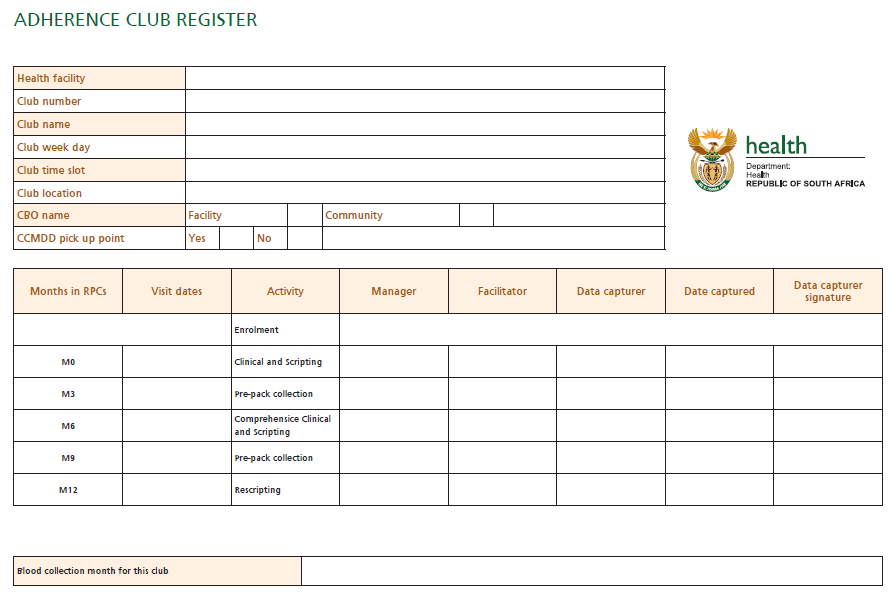 ADHERENCE CLUB REGISTER
Health facility
Club number
Club name
Club week day
Club time slot
Club location
CBO name Facility Community
CCMDD pick up point Yes No
health
Department:
Health
REPUBLIC OF SOUTH AFRICA
Months in RPCs Visit dates Activity Manager Facilitator Data capturer Date captured Data capturer
signature
Enrolment
M0 Clinical and Scripting
M3 Pre-pack collection
M6 Comprehensice Clinical
and Scripting
M9 Pre-pack collection
M12 Rescripting
Blood collection month for this club